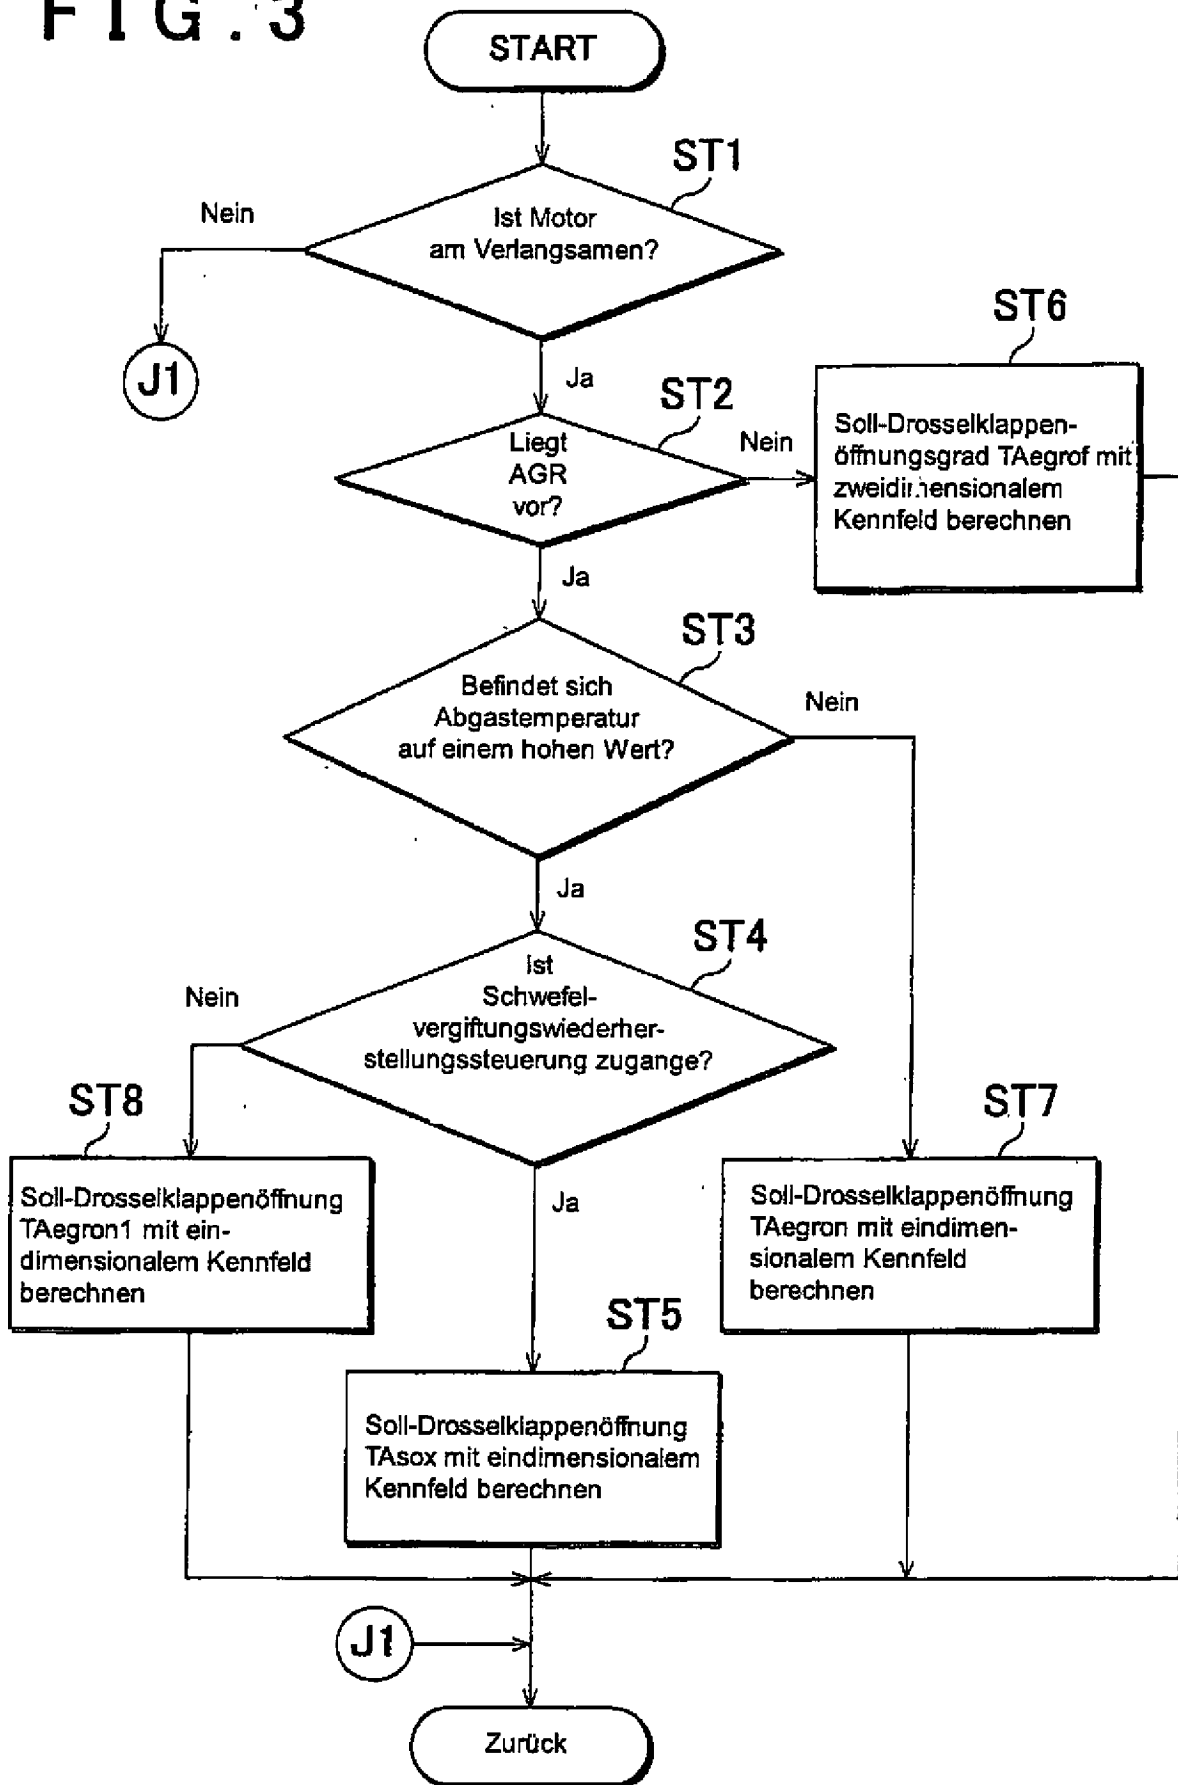 FIG. 3
START
ST1
Nein
Ist Motor
am Verlangsamen?
J1
Ja
ST6
ST2
Liegt
AGR
vor?
Nein
Soll-Drosselklappen-
öffnungsgrad TAegrof mit
zweidimensionalem
Kennfeld berechnen
Ja
ST3
Befindet sich
Abgastemperatur
auf einem hohen Wert?
Nein
Ja
ST4
Ist
Schwefel-
vergiftungswiederher-
stellungssteuerung zugange?
Nein
ST8
ST7
Soll-Drosselklappenöffnung
TAegron1 mit ein-
dimensionalem Kennfeld
berechnen
Ja
Soll-Drosselklappenöffnung
TAegron mit eindimen-
sionalem Kennfeld
berechnen
ST5
Soll-Drosselklappenöffnung
TAsox mit eindimensionalem
Kennfeld berechnen
J1
Zurück